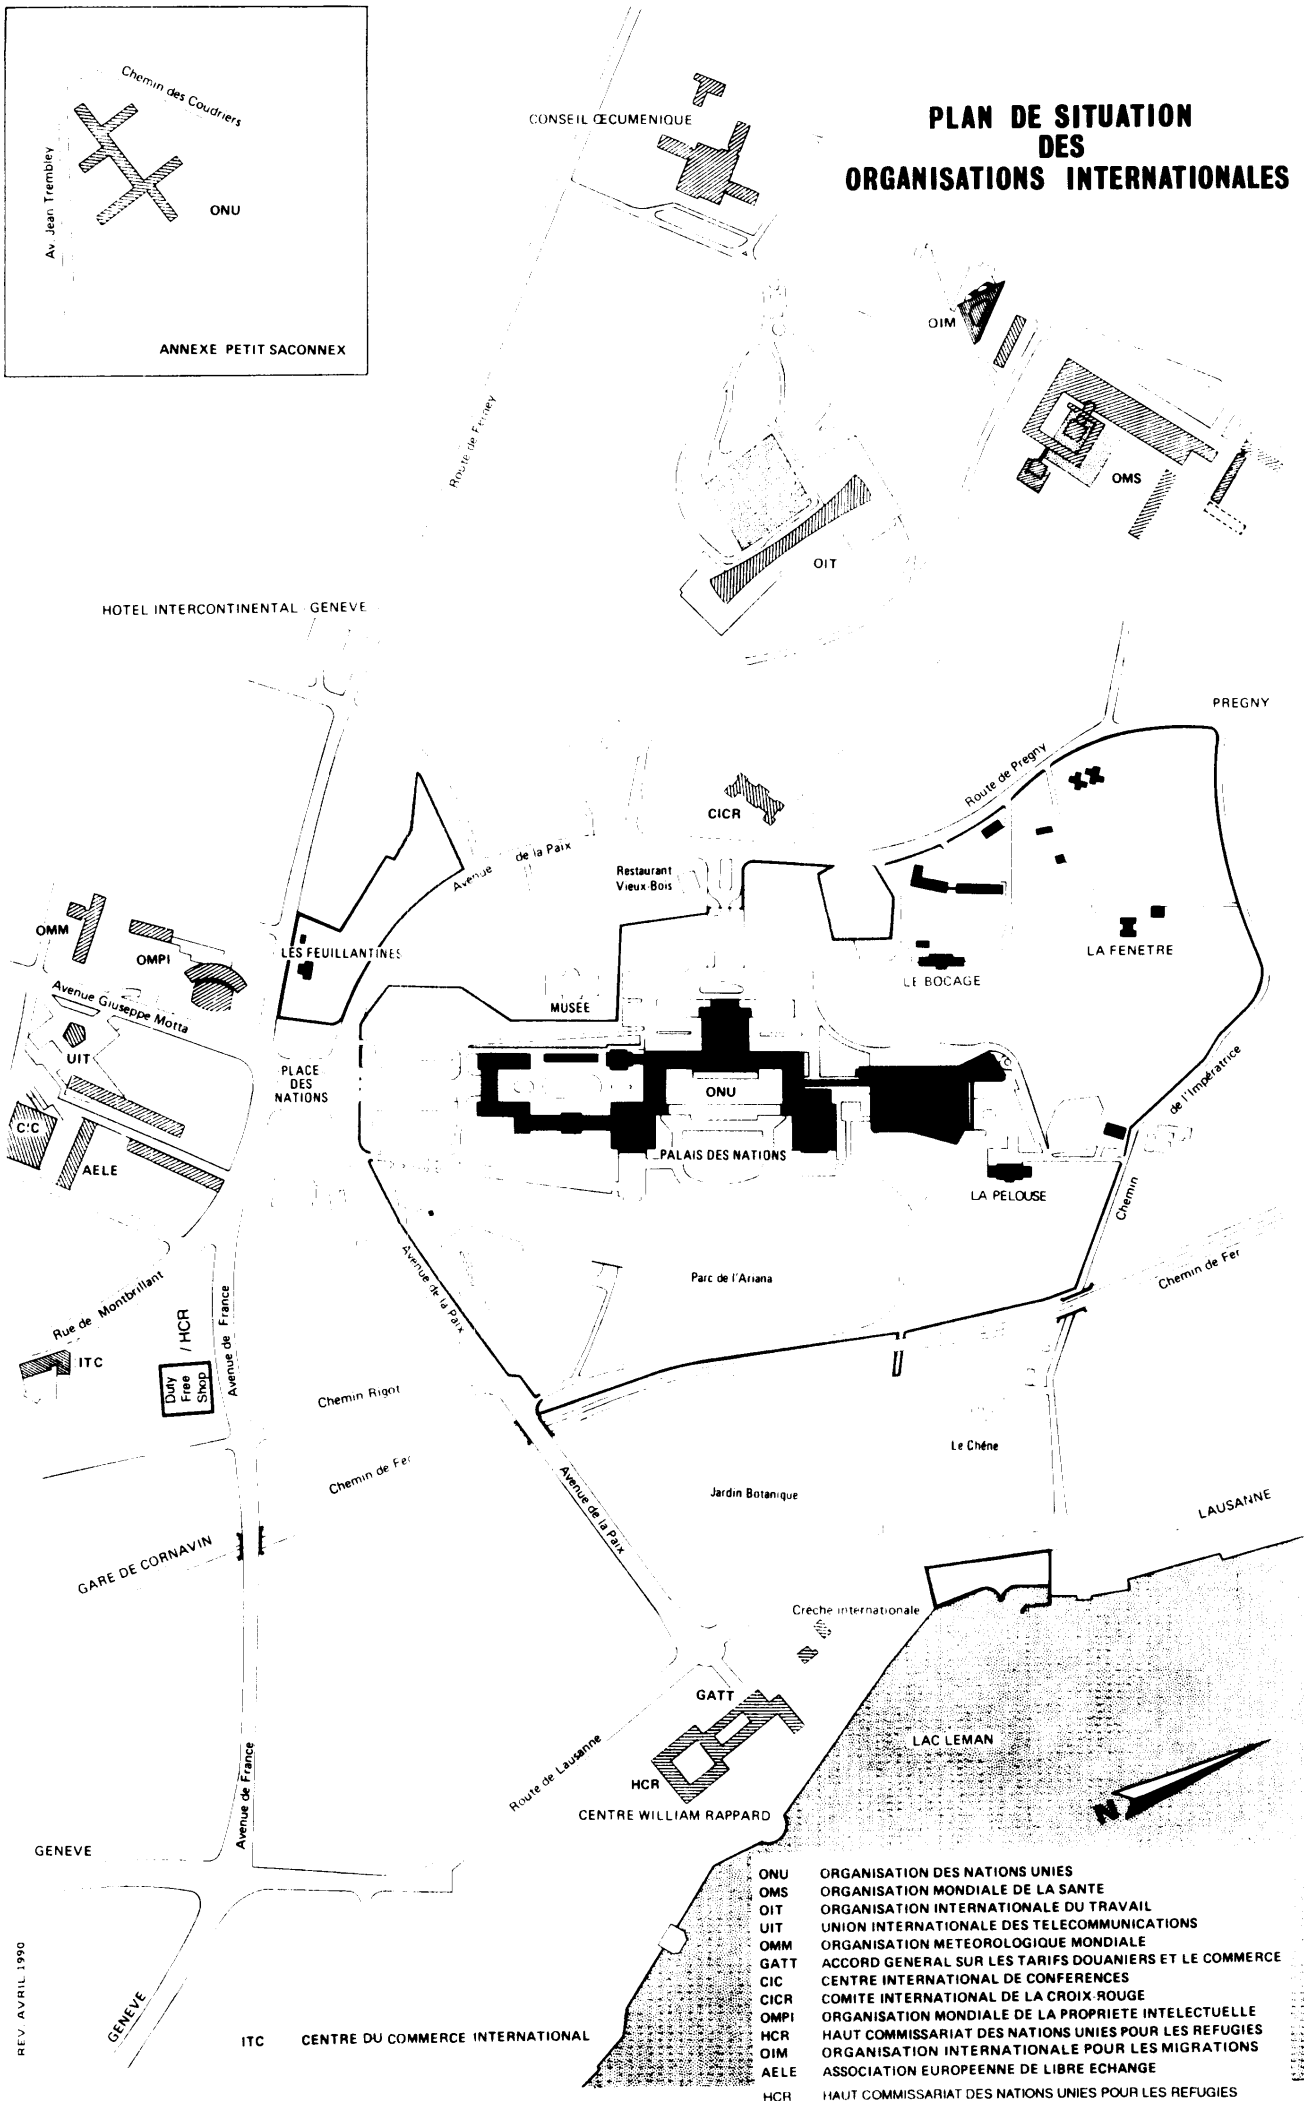 PLAN DE SITUATION
DES
ORGANISATIONS INTERNATIONALES
Chemin des Coudriers
Av. Jean Trembley
ONU
ANNEXE PETIT SACONNEX
CONSEIL ŒCUMENIQUE
OIM
OMS
Route de Ferney
OIT
HOTEL INTERCONTINENTAL GENEVE
PREGNY
Route de Pregny
CICR
Avenue de la Paix
Restaurant
Vieux-Bois
OMM
OMPI
LES FEUILLANTINES
LA FENETRE
LE BOCAGE
Avenue Giuseppe Motta
MUSEE
UIT
PLACE
DES
NATIONS
ONU
de l'Impératrice
C'C
AELE
PALAIS DES NATIONS
LA PELOUSE
Chemin
Avenue de la Paix
Parc de l'Ariana
Chemin de Fer
Rue de Montbrillant
/ HCR
Avenue de France
ITC
Duty
Free
Shop
Chemin Rigot
Le Chêne
Chemin de Fer
Avenue de la Paix
Jardin Botanique
LAUSANNE
GARE DE CORNAVIN
Crèche internationale
GATT
Route de Lausanne
LAC LEMAN
HCR
CENTRE WILLIAM RAPPARD
N
Avenue de France
GENEVE
ONU ORGANISATION DES NATIONS UNIES
OMS ORGANISATION MONDIALE DE LA SANTE
OIT ORGANISATION INTERNATIONALE DU TRAVAIL
UIT UNION INTERNATIONALE DES TELECOMMUNICATIONS
OMM ORGANISATION METEOROLOGIQUE MONDIALE
GATT ACCORD GENERAL SUR LES TARIFS DOUANIERS ET LE COMMERCE
CIC CENTRE INTERNATIONAL DE CONFERENCES
CICR COMITE INTERNATIONAL DE LA CROIX-ROUGE
OMPI ORGANISATION MONDIALE DE LA PROPRIETE INTELECTUELLE
HCR HAUT COMMISSARIAT DES NATIONS UNIES POUR LES REFUGIES
OIM ORGANISATION INTERNATIONALE POUR LES MIGRATIONS
AELE ASSOCIATION EUROPEENNE DE LIBRE ECHANGE
HCR HAUT COMMISSARIAT DES NATIONS UNIES POUR LES REFUGIES
REV. AVRIL 1990
GENEVE
ITC CENTRE DU COMMERCE INTERNATIONAL